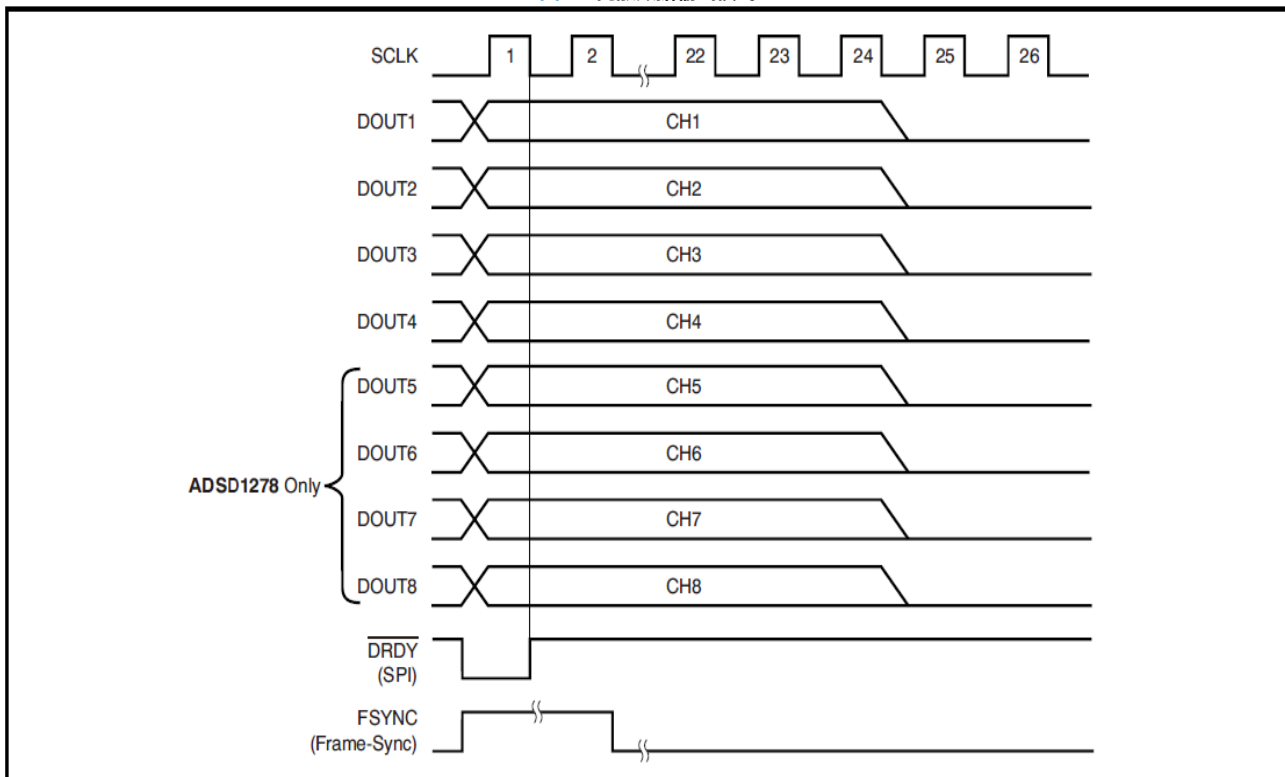 SCLK 1 2 22 23 24 25 26
DOUT1 CH1
DOUT2 CH2
DOUT3 CH3
DOUT4 CH4
DOUT5 CH5
DOUT6 CH6
ADSD1278 Only
DOUT7 CH7
DOUT8 CH8
DRDY
(SPI)
FSYNC
(Frame-Sync)